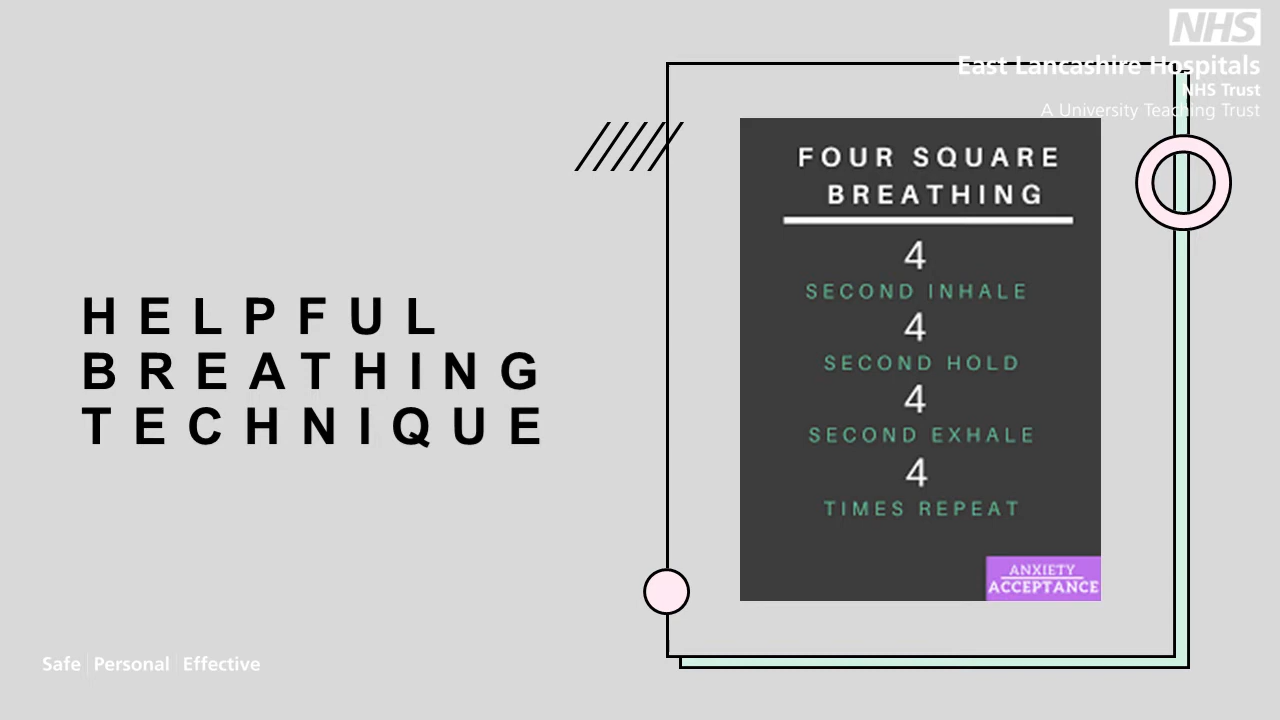 NHS
East Lancashire Hospitals
NHS Trust
A University Teaching Trust
HELPFUL
BREATHING
TECHNIQUE
FOUR SQUARE
BREATHING
4
SECOND INHALE
4
SECOND HOLD
4
SECOND EXHALE
4
TIMES REPEAT
ANXIETY
ACCEPTANCE
Safe Personal Effective